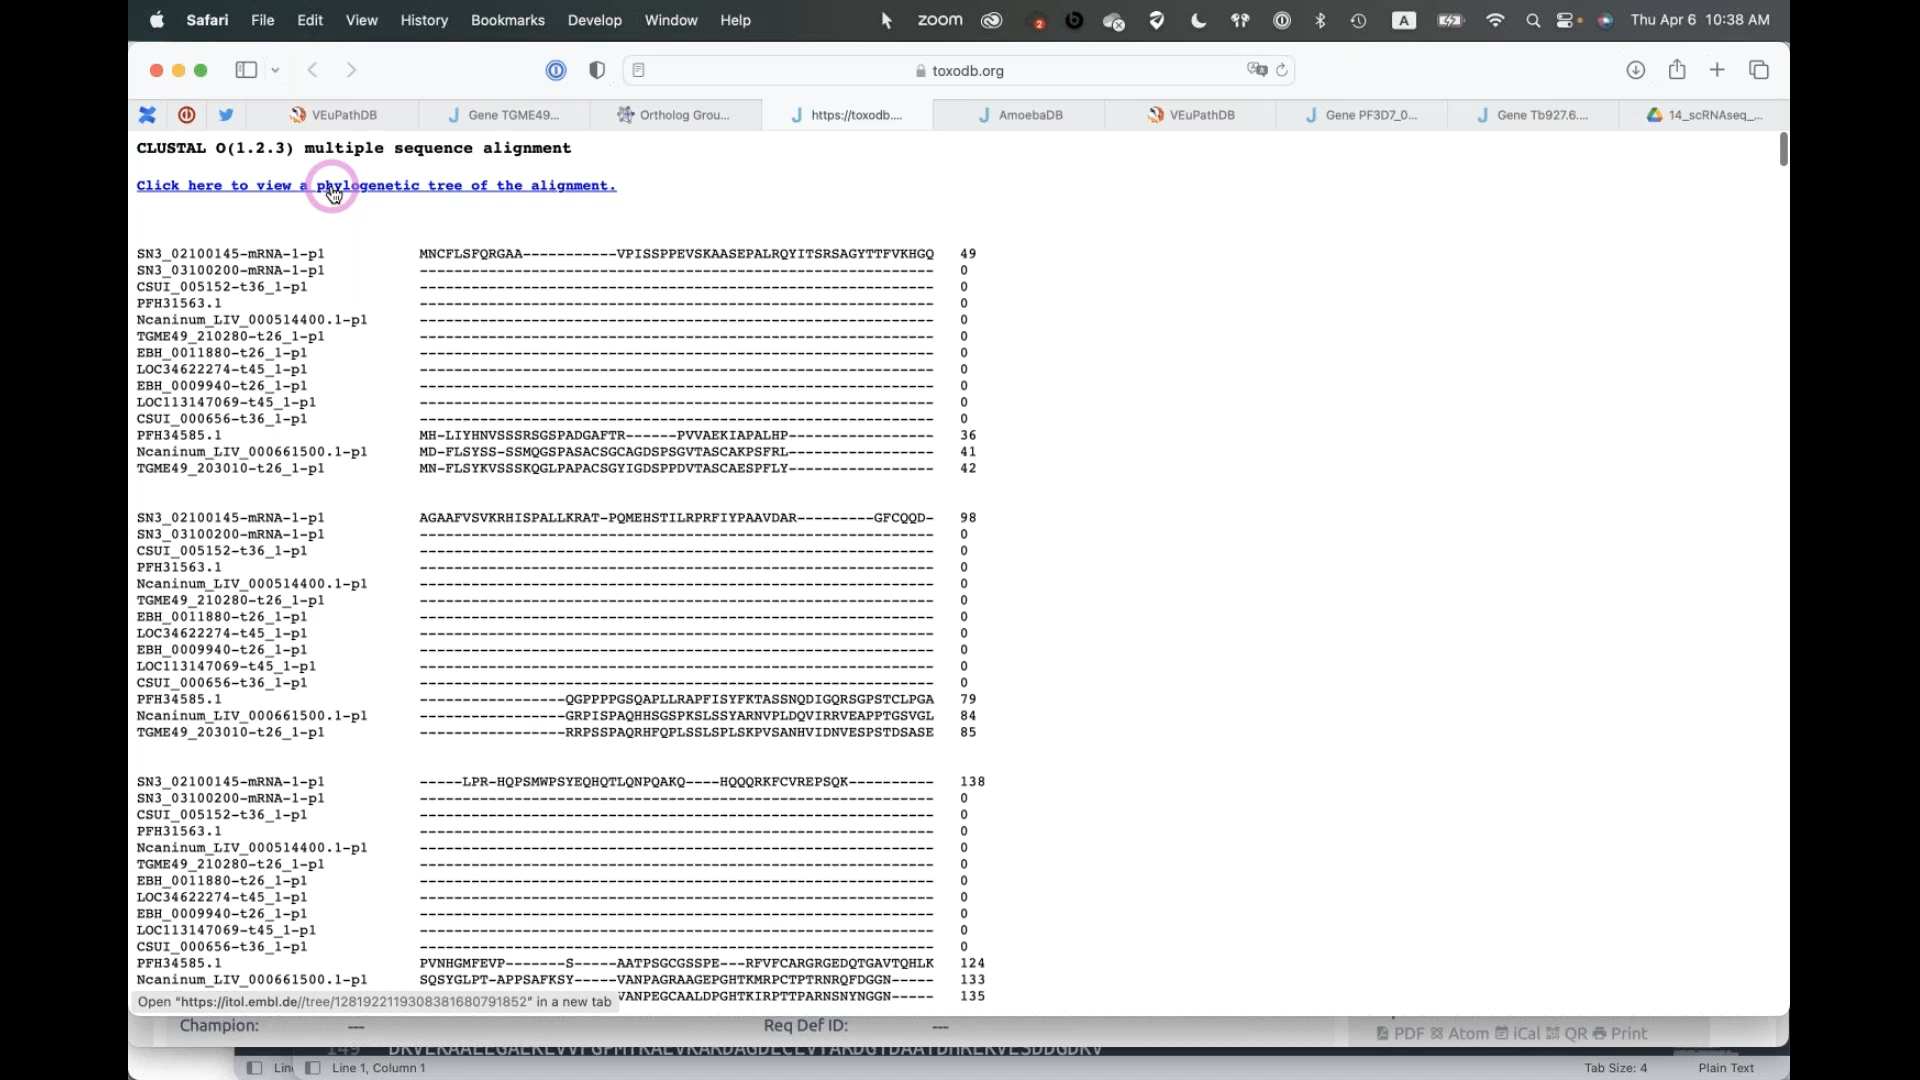 Safari File Edit View History Bookmarks Develop Window Help zoom 2 A Thu Apr 6 10:38 AM
toxodb.org
VEuPathDB Gene TGME49... Ortholog Grou... https://toxodb.... AmoebaDB VEuPathDB Gene PF3D7_0... Gene Tb927.6.... 14_scRNAseq_...
CLUSTAL O(1.2.3) multiple sequence alignment
Click here to view a phylogenetic tree of the alignment.
SN3_02100145-mRNA-1-p1 MNCFLSFQRGAA-----------VPISSPPEVSKAASEPALRQYITSRSAGYTTFVKHGQ 49
SN3_03100200-mRNA-1-p1 ------------------------------------------------------------ 0
CSUI_005152-t36_1-p1 ------------------------------------------------------------ 0
PFH31563.1 ------------------------------------------------------------ 0
Ncaninum_LIV_000514400.1-p1 ------------------------------------------------------------ 0
TGME49_210280-t26_1-p1 ------------------------------------------------------------ 0
EBH_0011880-t26_1-p1 ------------------------------------------------------------ 0
LOC34622274-t45_1-p1 ------------------------------------------------------------ 0
EBH_0009940-t26_1-p1 ------------------------------------------------------------ 0
LOC113147069-t45_1-p1 ------------------------------------------------------------ 0
CSUI_000656-t36_1-p1 ------------------------------------------------------------ 0
PFH34585.1 MH-LIYHNVSSSRSGSPADGAFTR------PVVAEKIAPALHP----------------- 36
Ncaninum_LIV_000661500.1-p1 MD-FLSYSS-SSMQGSPASACSGCAGDSPSGVTASCAKPSFRL----------------- 41
TGME49_203010-t26_1-p1 MN-FLSYKVSSSKQGLPAPACSGYIGDSPPDVTASCAESPFLY----------------- 42
SN3_02100145-mRNA-1-p1 AGAAFVSVKRHISPALLKRAT-PQMEHSTILRPRFIYPAAVDAR---------GFCQQD- 98
SN3_03100200-mRNA-1-p1 ------------------------------------------------------------ 0
CSUI_005152-t36_1-p1 ------------------------------------------------------------ 0
PFH31563.1 ------------------------------------------------------------ 0
Ncaninum_LIV_000514400.1-p1 ------------------------------------------------------------ 0
TGME49_210280-t26_1-p1 ------------------------------------------------------------ 0
EBH_0011880-t26_1-p1 ------------------------------------------------------------ 0
LOC34622274-t45_1-p1 ------------------------------------------------------------ 0
EBH_0009940-t26_1-p1 ------------------------------------------------------------ 0
LOC113147069-t45_1-p1 ------------------------------------------------------------ 0
CSUI_000656-t36_1-p1 ------------------------------------------------------------ 0
PFH34585.1 -----------------QGPPPPGSQAPLLRAPFISYFKTASSNQDIGQRSGPSTCLPGA 79
Ncaninum_LIV_000661500.1-p1 -----------------GRPISPAQHHSGSPKSLSSYARNVPLDQVIRRVEAPPTGSVGL 84
TGME49_203010-t26_1-p1 -----------------RRPSSPAQRHFQPLSSLSPLSKPVSANHVIDNVESPSTDSASE 85
SN3_02100145-mRNA-1-p1 -----LPR-HQPSMWPSYEQHQTLQNPQAKQ----HQQQRKFCVREPSQK---------- 138
SN3_03100200-mRNA-1-p1 ------------------------------------------------------------ 0
CSUI_005152-t36_1-p1 ------------------------------------------------------------ 0
PFH31563.1 ------------------------------------------------------------ 0
Ncaninum_LIV_000514400.1-p1 ------------------------------------------------------------ 0
TGME49_210280-t26_1-p1 ------------------------------------------------------------ 0
EBH_0011880-t26_1-p1 ------------------------------------------------------------ 0
LOC34622274-t45_1-p1 ------------------------------------------------------------ 0
EBH_0009940-t26_1-p1 ------------------------------------------------------------ 0
LOC113147069-t45_1-p1 ------------------------------------------------------------ 0
CSUI_000656-t36_1-p1 ------------------------------------------------------------ 0
PFH34585.1 PVNHGMFEVP-------S-----AATPSGCGSSPE---RFVFCARGRGEDQTGAVTQHLK 124
Ncaninum_LIV_000661500.1-p1 SQSYGLPT-APPSAFKSY-----VANPAGRAAGEPGHTKMRPCTPTRNRQFDGGN----- 133
Open "https://itol.embl.de//tree/1281922119308381680791852" in a new tab VANPEGCAALDPGHTKIRPTTPARNSNYNGGN----- 135
Champion: --- Req Def ID: ---
PDF Atom iCal QR Print
Lin Line 1, Column 1 Tab Size: 4 Plain Text